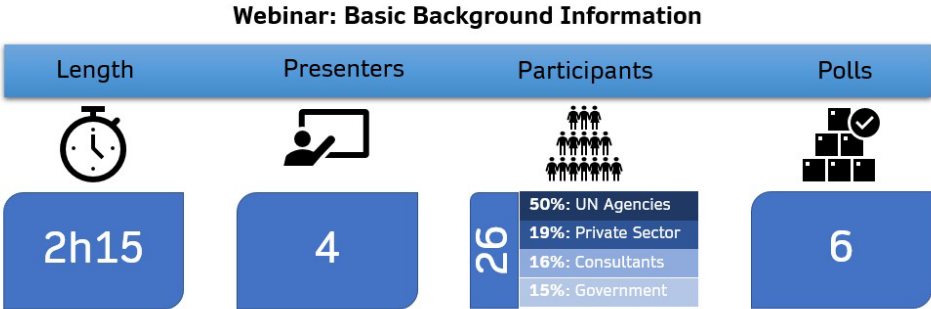 Webinar: Basic Background Information
Length
Presenters
Participants
Polls
2h15
4
26
50%: UN Agencies
19%: Private Sector
16%: Consultants
15%: Government
6